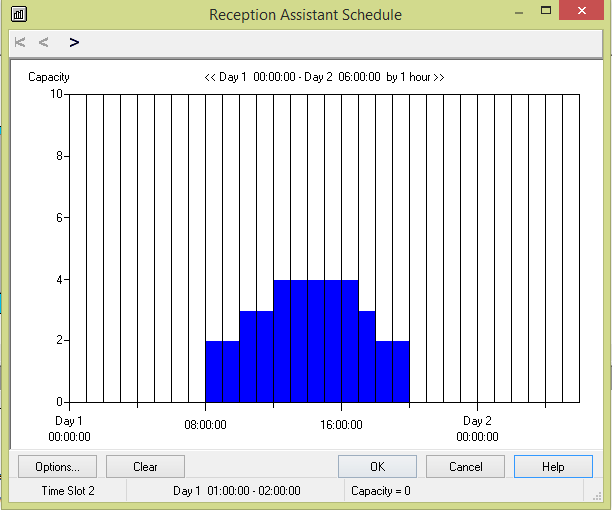 Reception Assistant Schedule
Capacity
<< Day 1 00:00:00 - Day 2 06:00:00 by 1 hour >>
10
8
6
4
2
0
Day 1
00:00:00
08:00:00
16:00:00
Day 2
00:00:00
Options...
Clear
OK
Cancel
Help
Time Slot 2
Day 1 01:00:00 - 02:00:00
Capacity = 0